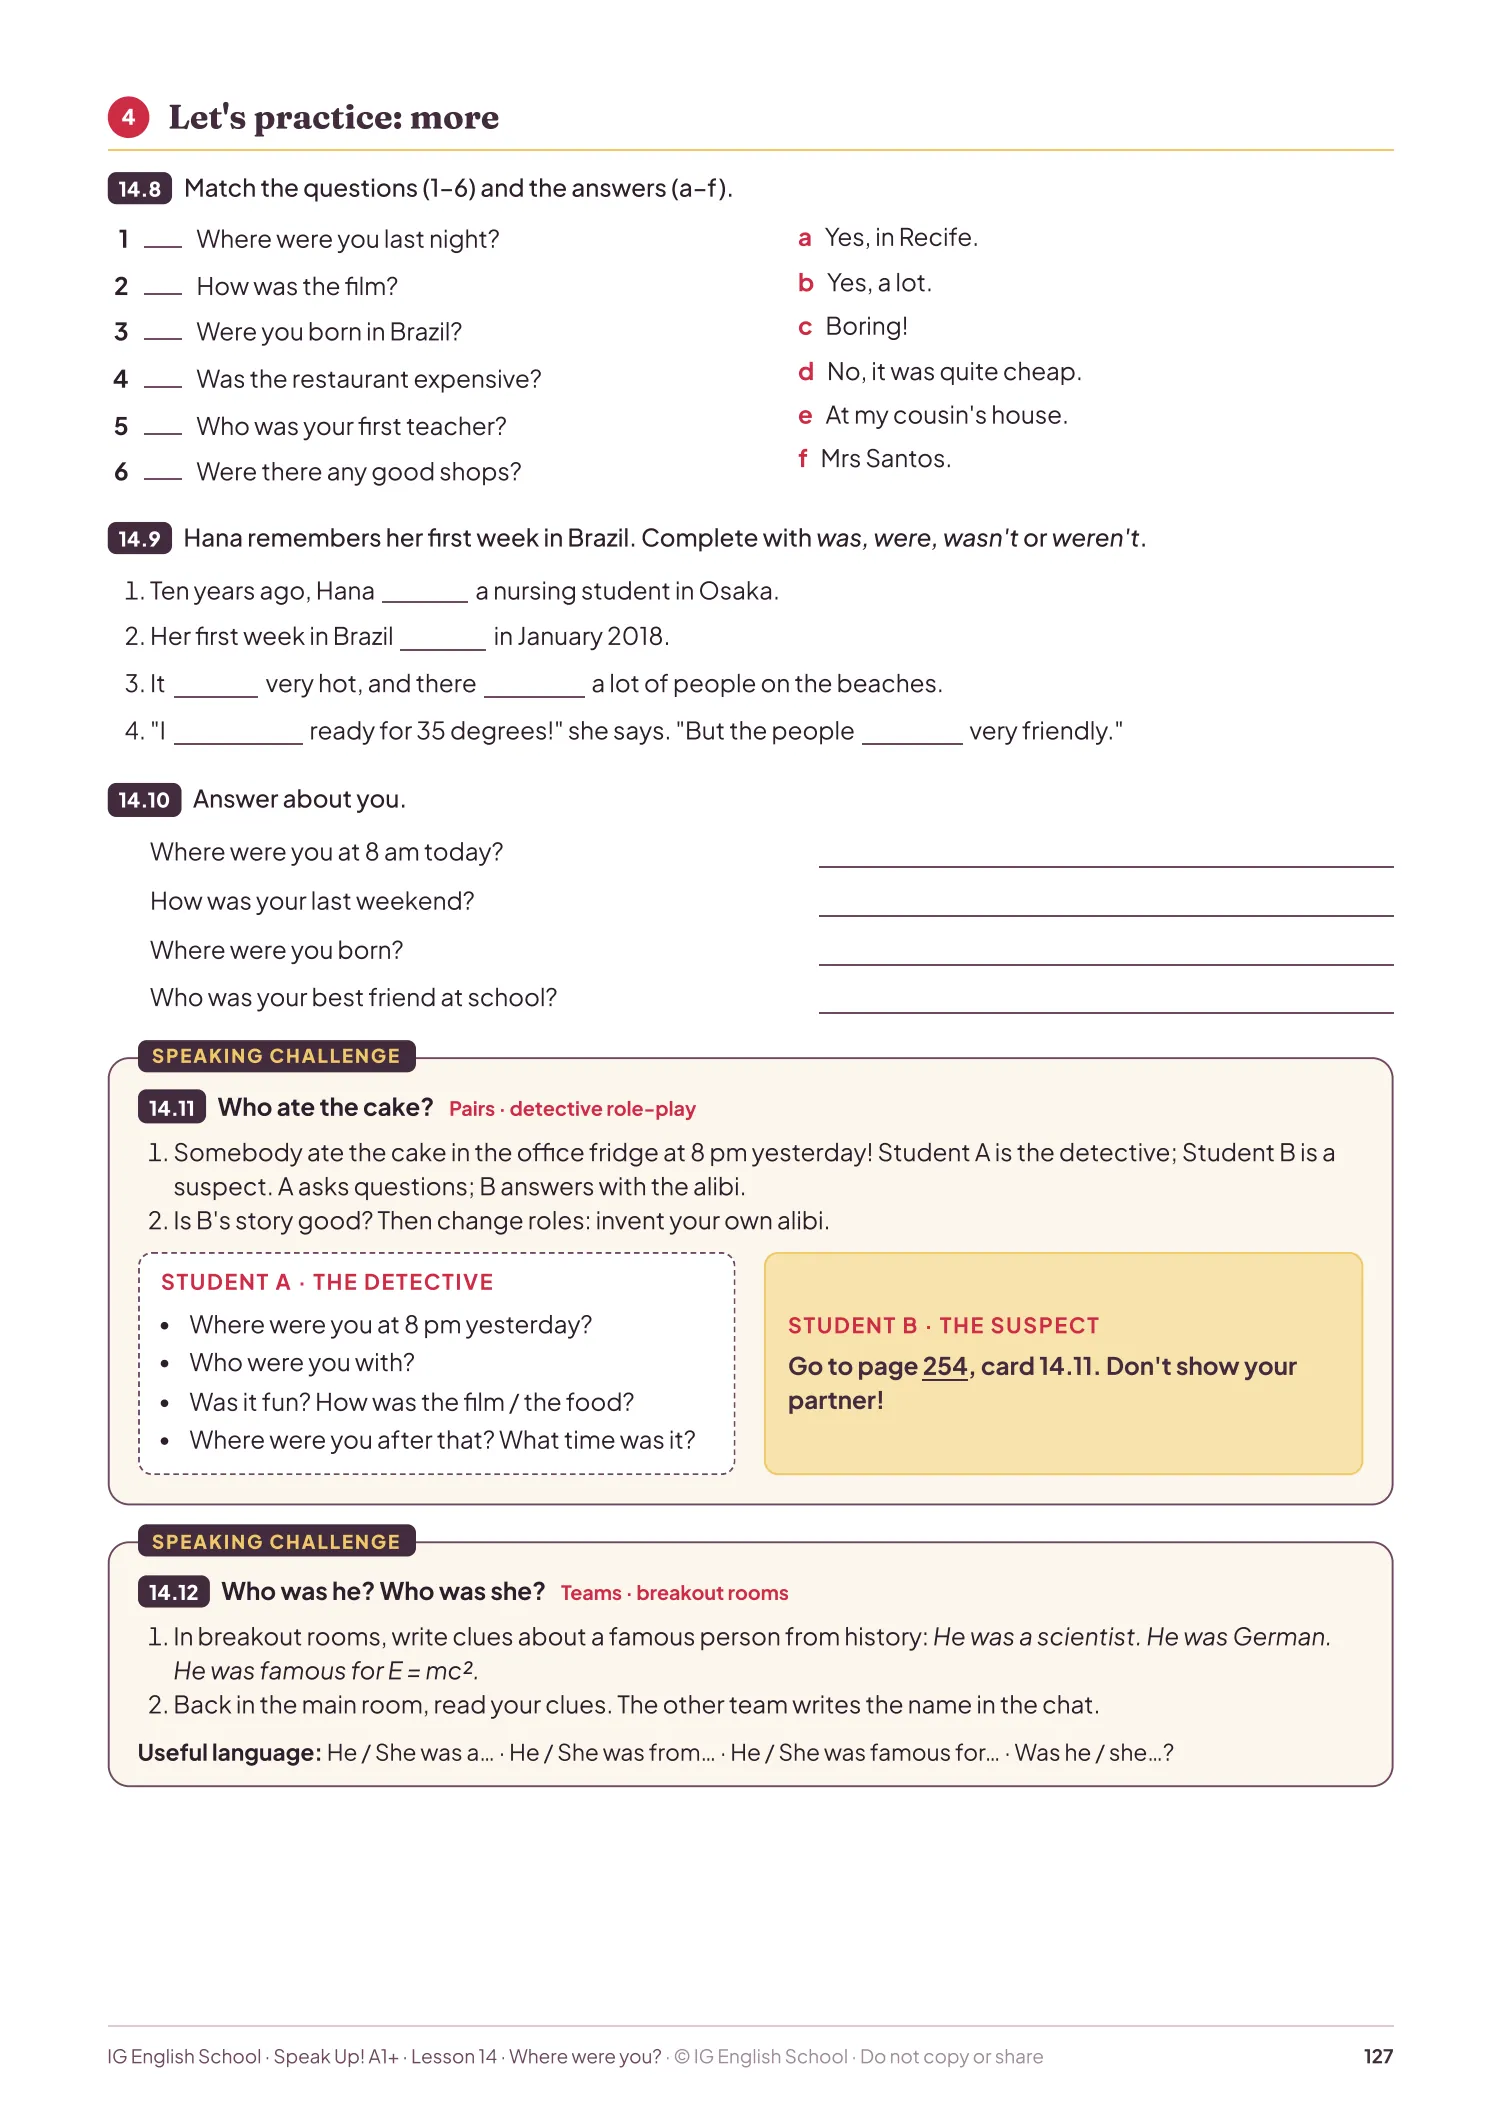 4 Let's practice: more
14.8 Match the questions (1–6) and the answers (a–f).
1 ___ Where were you last night?
2 ___ How was the film?
3 ___ Were you born in Brazil?
4 ___ Was the restaurant expensive?
5 ___ Who was your first teacher?
6 ___ Were there any good shops?
a Yes, in Recife.
b Yes, a lot.
c Boring!
d No, it was quite cheap.
e At my cousin's house.
f Mrs Santos.
14.9 Hana remembers her first week in Brazil. Complete with was, were, wasn't or weren't.
1. Ten years ago, Hana ______ a nursing student in Osaka.
2. Her first week in Brazil ______ in January 2018.
3. It ______ very hot, and there ______ a lot of people on the beaches.
4. "I ______ ready for 35 degrees!" she says. "But the people ______ very friendly."
14.10 Answer about you.
Where were you at 8 am today?
How was your last weekend?
Where were you born?
Who was your best friend at school?
SPEAKING CHALLENGE
14.11 Who ate the cake? Pairs · detective role-play
1. Somebody ate the cake in the office fridge at 8 pm yesterday! Student A is the detective; Student B is a
suspect. A asks questions; B answers with the alibi.
2. Is B's story good? Then change roles: invent your own alibi.
STUDENT A · THE DETECTIVE
• Where were you at 8 pm yesterday?
• Who were you with?
• Was it fun? How was the film / the food?
• Where were you after that? What time was it?
STUDENT B · THE SUSPECT
Go to page 254, card 14.11. Don't show your
partner!
SPEAKING CHALLENGE
14.12 Who was he? Who was she? Teams · breakout rooms
1. In breakout rooms, write clues about a famous person from history: He was a scientist. He was German.
He was famous for E = mc².
2. Back in the main room, read your clues. The other team writes the name in the chat.
Useful language: He / She was a… · He / She was from… · He / She was famous for… · Was he / she…?
IG English School · Speak Up! A1+ · Lesson 14 · Where were you? · © IG English School · Do not copy or share 127